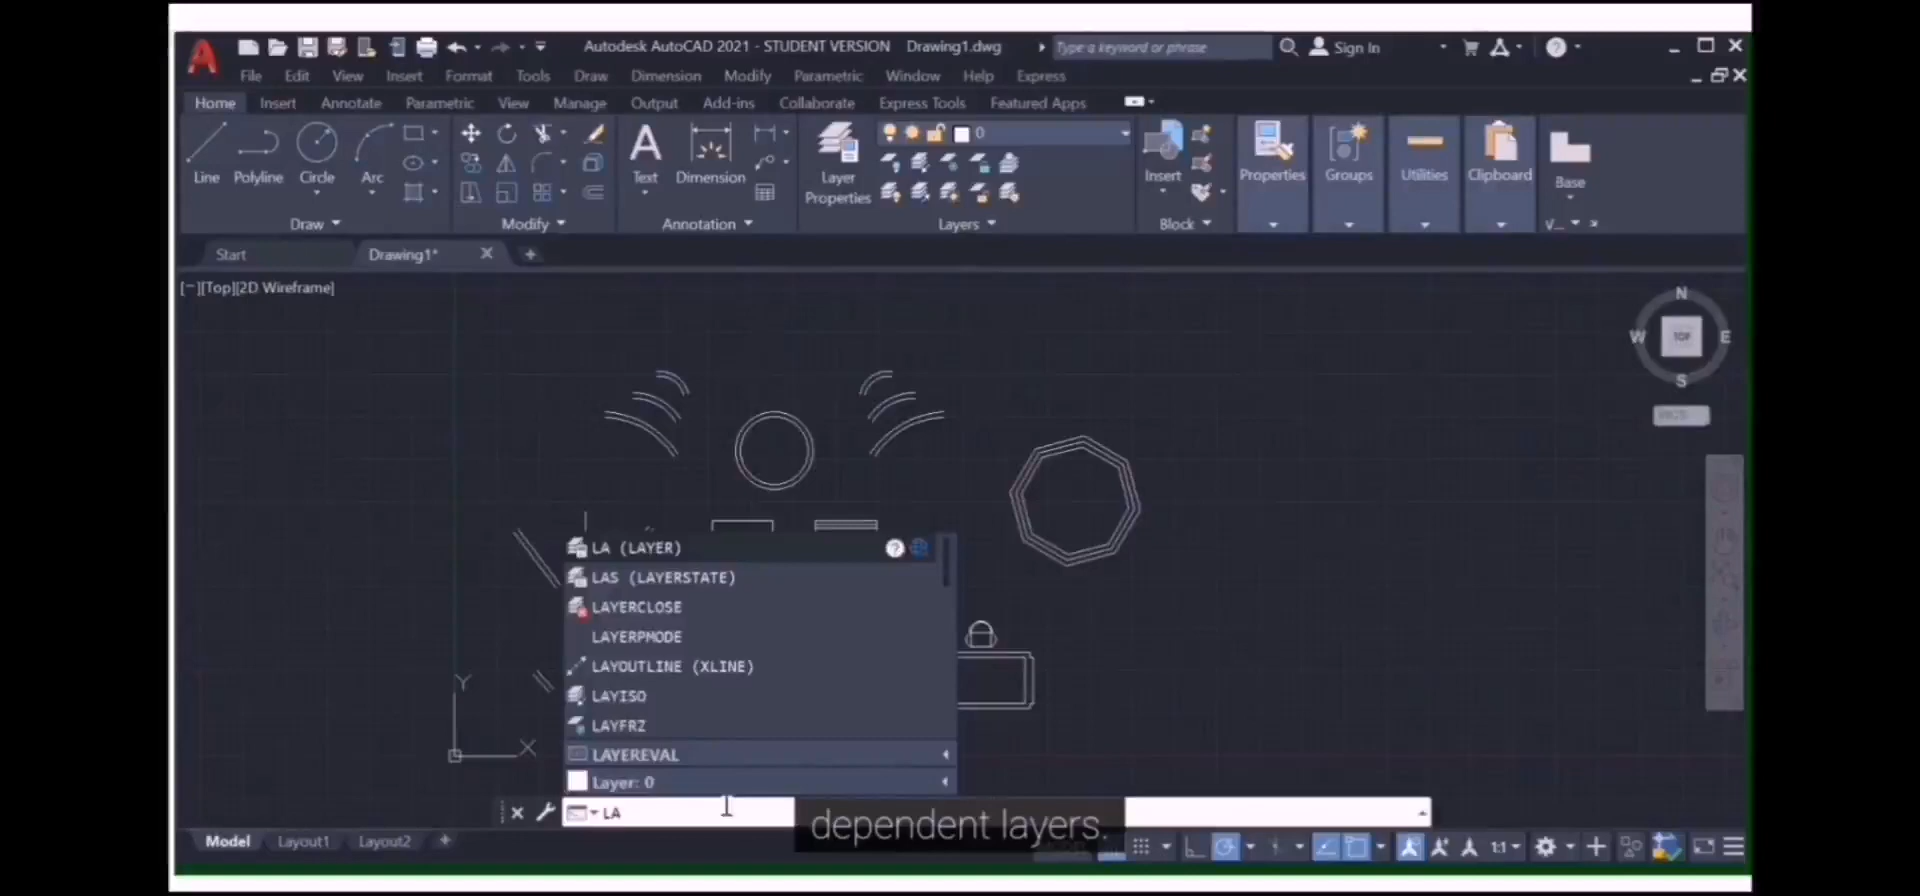 Autodesk AutoCAD 2021 - STUDENT VERSION Drawing1.dwg Type a keyword or phrase Sign In
File Edit View Insert Format Tools Draw Dimension Modify Parametric Window Help Express
Home Insert Annotate Parametric View Manage Output Add-ins Collaborate Express Tools Featured Apps
0
Line Polyline Circle Arc Text Dimension Layer Properties Insert Properties Groups Utilities Clipboard Base
Draw Modify Annotation Layers Block V...
Start Drawing1*
[−][Top][2D Wireframe]
N
W TOP E
S
WCS
LA (LAYER)
LAS (LAYERSTATE)
LAYERCLOSE
LAYERPMODE
LAYOUTLINE (XLINE)
LAYISO
LAYFRZ
LAYEREVAL
Layer: 0
Y
X
LA
dependent layers.
Model Layout1 Layout2
1:1